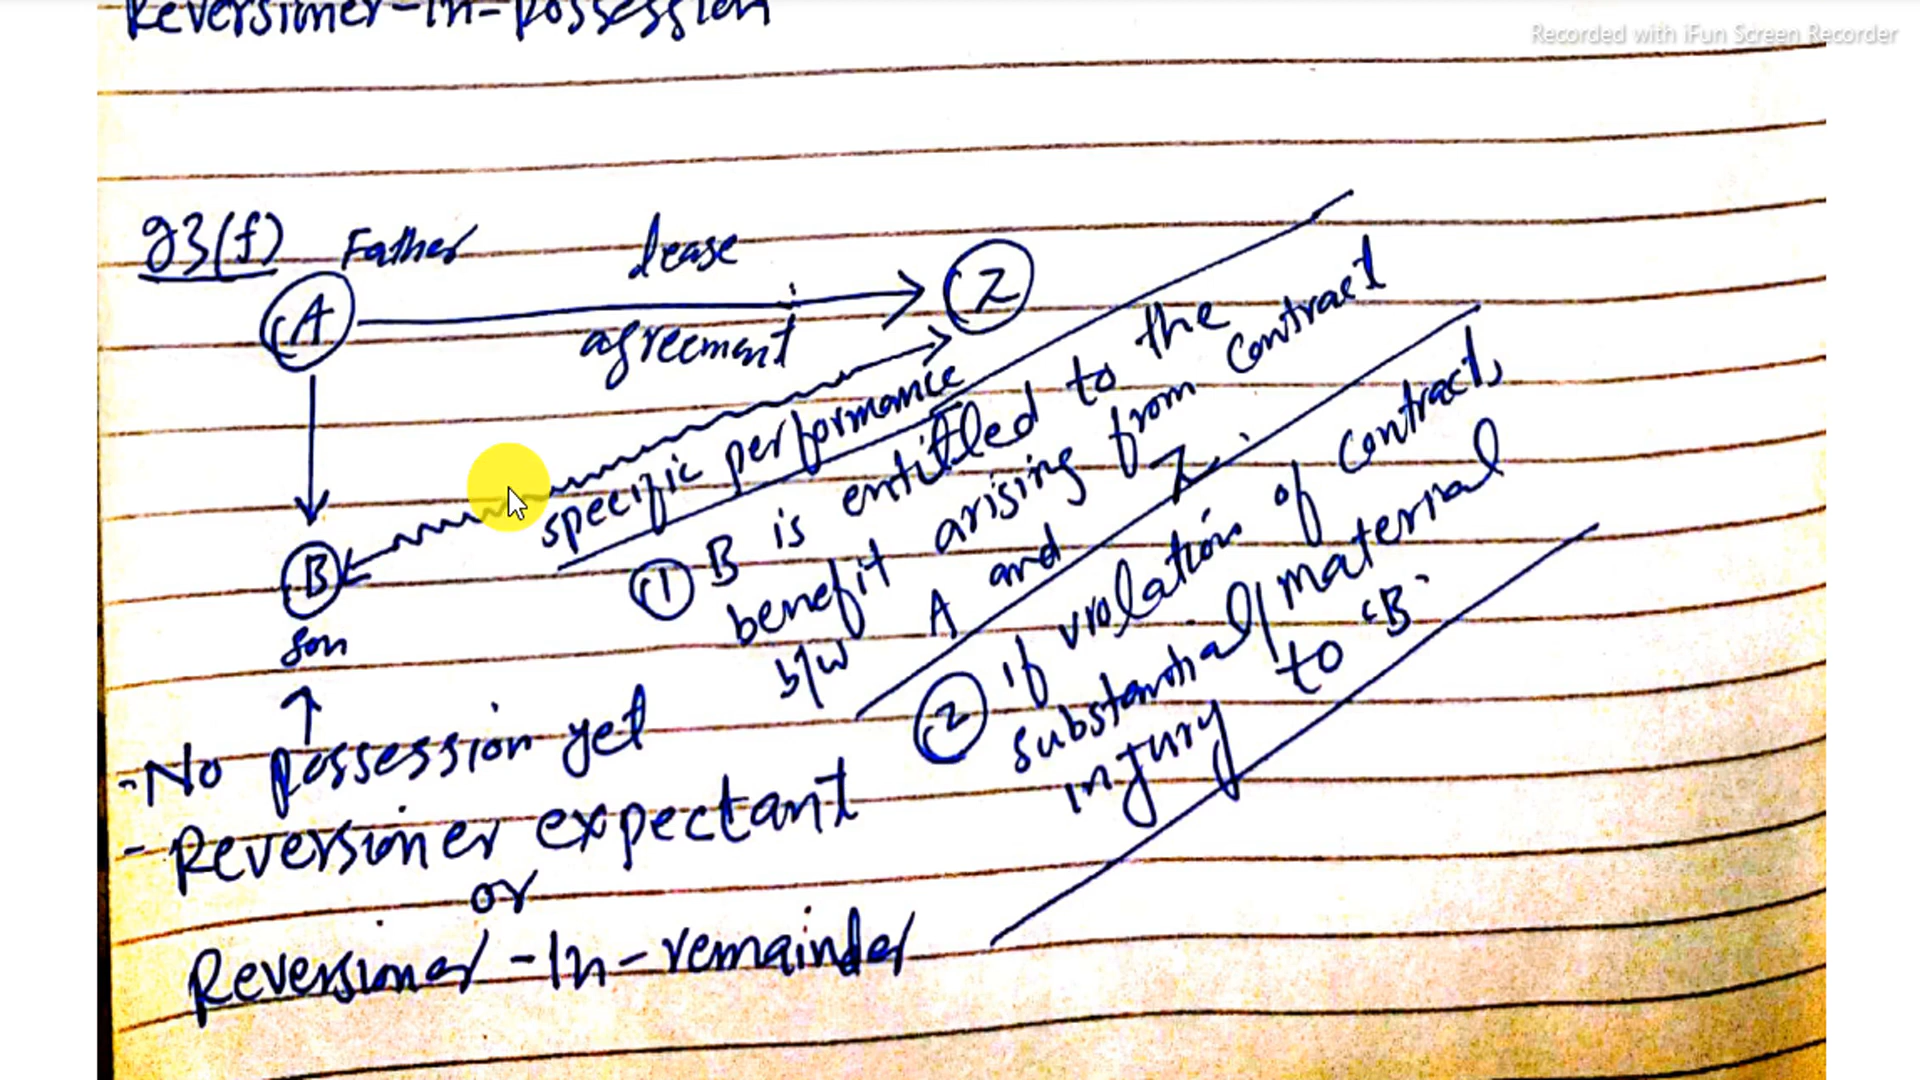 Reversioner-in-possession
Recorded with iFun Screen Recorder
23(f) Father lease
A Z
agreement
specific performance
B
son
① B is entitled to the
benefit arising from contract
b/w A and Z.
② if violation of contract,
substantial/material
injury to 'B'
-No possession yet
- Reversioner expectant
or
Reversioner-In-remainder